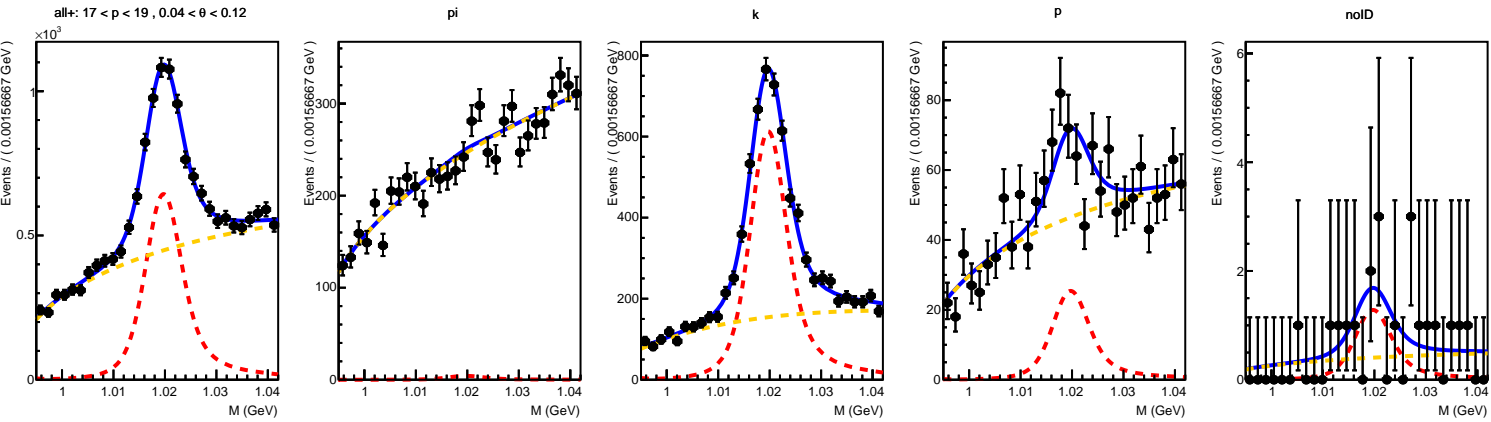 all+: 17 < p < 19 , 0.04 < θ < 0.12
×10³
Events / ( 0.00156667 GeV )
1
0.5
0
1 1.01 1.02 1.03 1.04
M (GeV)
pi
Events / ( 0.00156667 GeV )
300
200
100
0
1 1.01 1.02 1.03 1.04
M (GeV)
k
Events / ( 0.00156667 GeV )
800
600
400
200
0
1 1.01 1.02 1.03 1.04
M (GeV)
p
Events / ( 0.00156667 GeV )
80
60
40
20
0
1 1.01 1.02 1.03 1.04
M (GeV)
noID
Events / ( 0.00156667 GeV )
6
4
2
0
1 1.01 1.02 1.03 1.04
M (GeV)